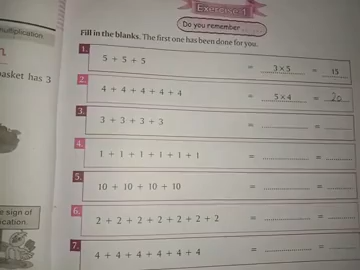 Exercise 1
Do you remember
multiplication
Fill in the blanks. The first one has been done for you.
1. 5 + 5 + 5 = 3 × 5 = 15
basket has 3
2. 4 + 4 + 4 + 4 + 4 = 5 × 4 = 20
3. 3 + 3 + 3 + 3 = =
4. 1 + 1 + 1 + 1 + 1 + 1 = =
5. 10 + 10 + 10 + 10 = =
e sign of
ication
6. 2 + 2 + 2 + 2 + 2 + 2 + 2 = =
7. 4 + 4 + 4 + 4 + 4 + 4 = =